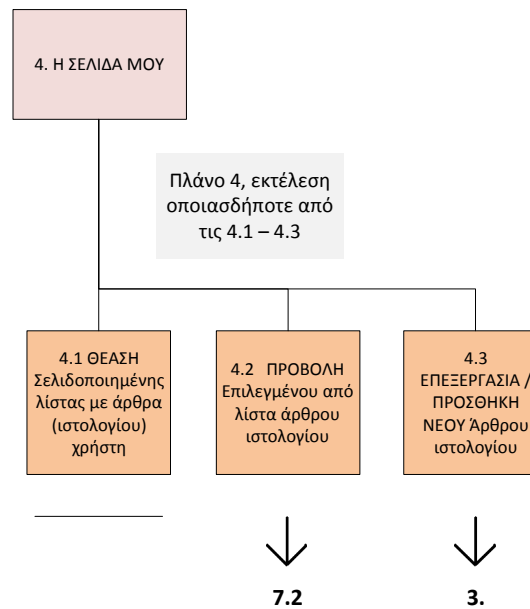 4. Η ΣΕΛΙΔΑ ΜΟΥ
Πλάνο 4, εκτέλεση
οποιασδήποτε από
τις 4.1 – 4.3
4.1 ΘΕΑΣΗ
Σελιδοποιημένης
λίστας με άρθρα
(ιστολογίου)
χρήστη
4.2 ΠΡΟΒΟΛΗ
Επιλεγμένου από
λίστα άρθρου
ιστολογίου
4.3
ΕΠΕΞΕΡΓΑΣΙΑ /
ΠΡΟΣΘΗΚΗ
ΝΕΟΥ Άρθρου
ιστολογίου
7.2
3.